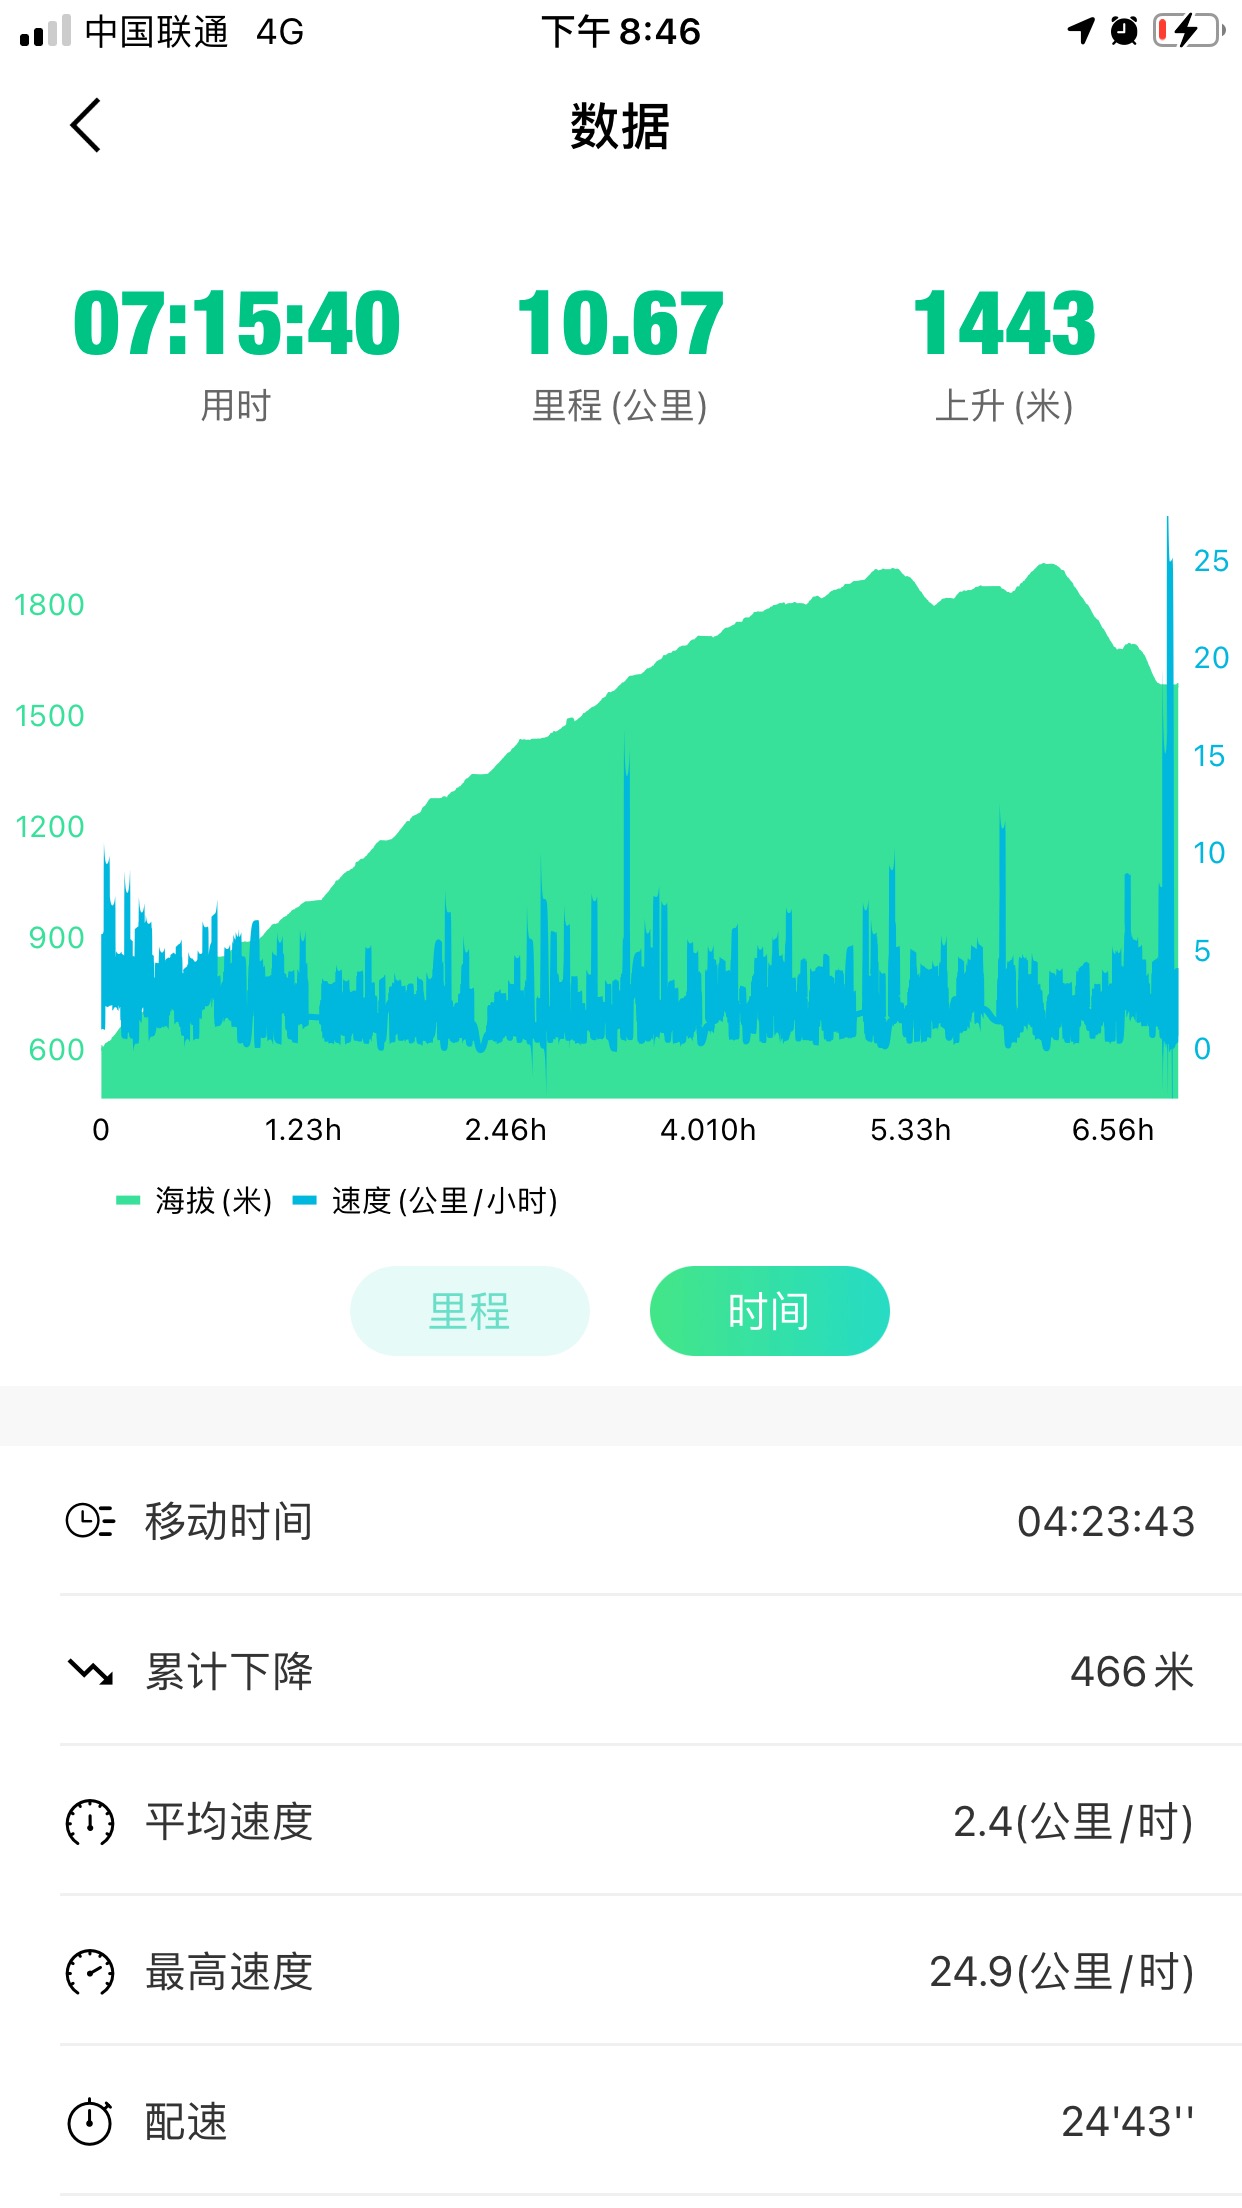 中国联通 4G 下午8:46
数据
07:15:40 10.67 1443
用时 里程(公里) 上升(米)
25
1800
20
1500
15
1200
10
900
5
600
0
0 1.23h 2.46h 4.010h 5.33h 6.56h
海拔(米) 速度(公里/小时)
里程 时间
移动时间 04:23:43
累计下降 466米
平均速度 2.4(公里/时)
最高速度 24.9(公里/时)
配速 24'43''